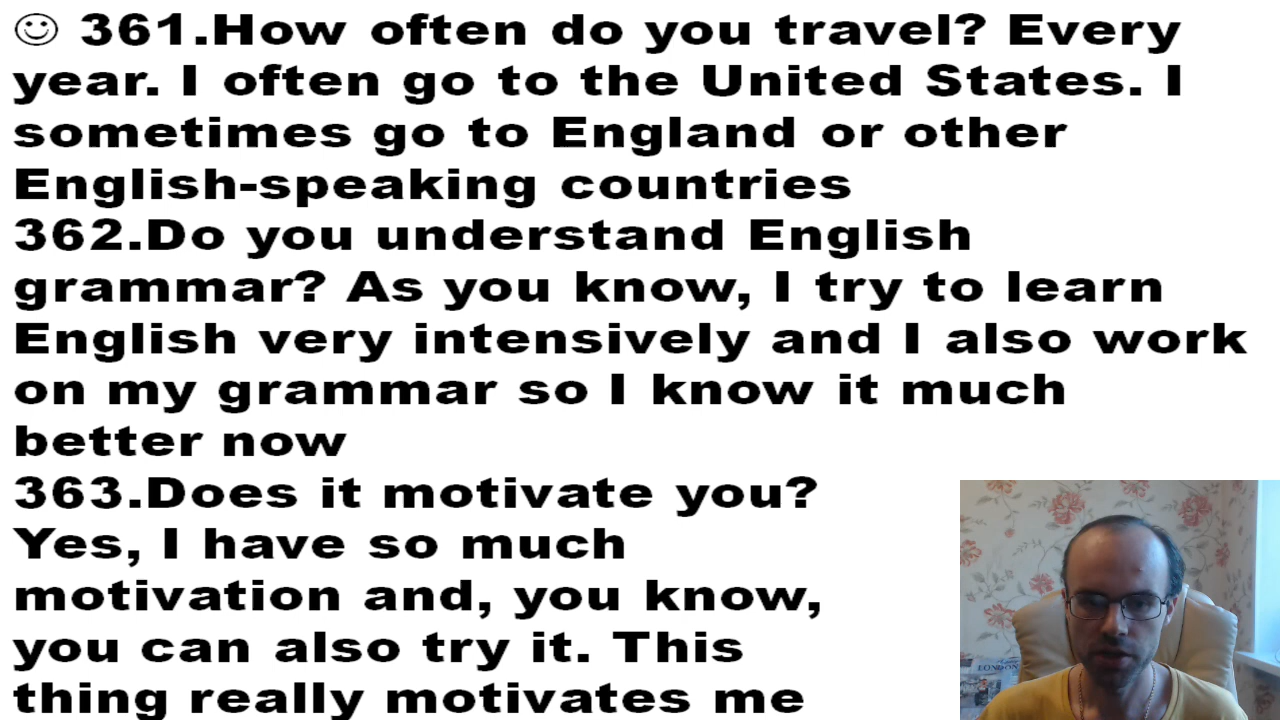 ☺ 361.How often do you travel? Every
year. I often go to the United States. I
sometimes go to England or other
English-speaking countries
362.Do you understand English
grammar? As you know, I try to learn
English very intensively and I also work
on my grammar so I know it much
better now
363.Does it motivate you?
Yes, I have so much
motivation and, you know,
you can also try it. This
thing really motivates me
LONDON